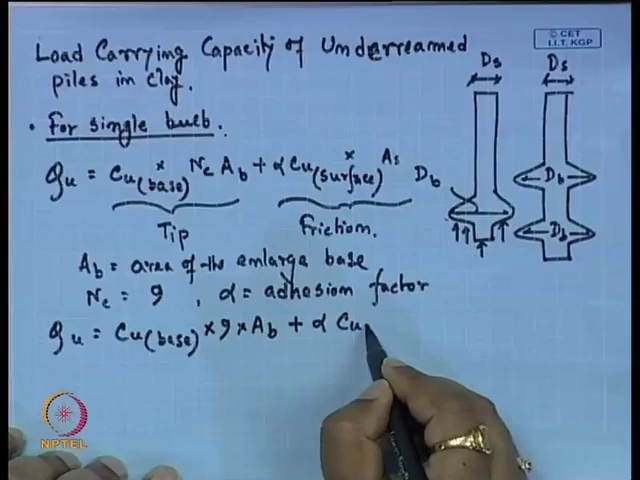 Load Carrying Capacity of Underreamed
piles in clay.
© CET
I.I.T. KGP
• For single bulb.
Qu = Cu(base) × Nc Ab + α Cu(surface) × As
Tip
Friction.
Ds
Ds
Db
Db
Db
Ab = area of the enlarga base
Nc = 9 , α = adhesion factor
Qu = Cu(base) × 9 × Ab + α Cu
NPTEL